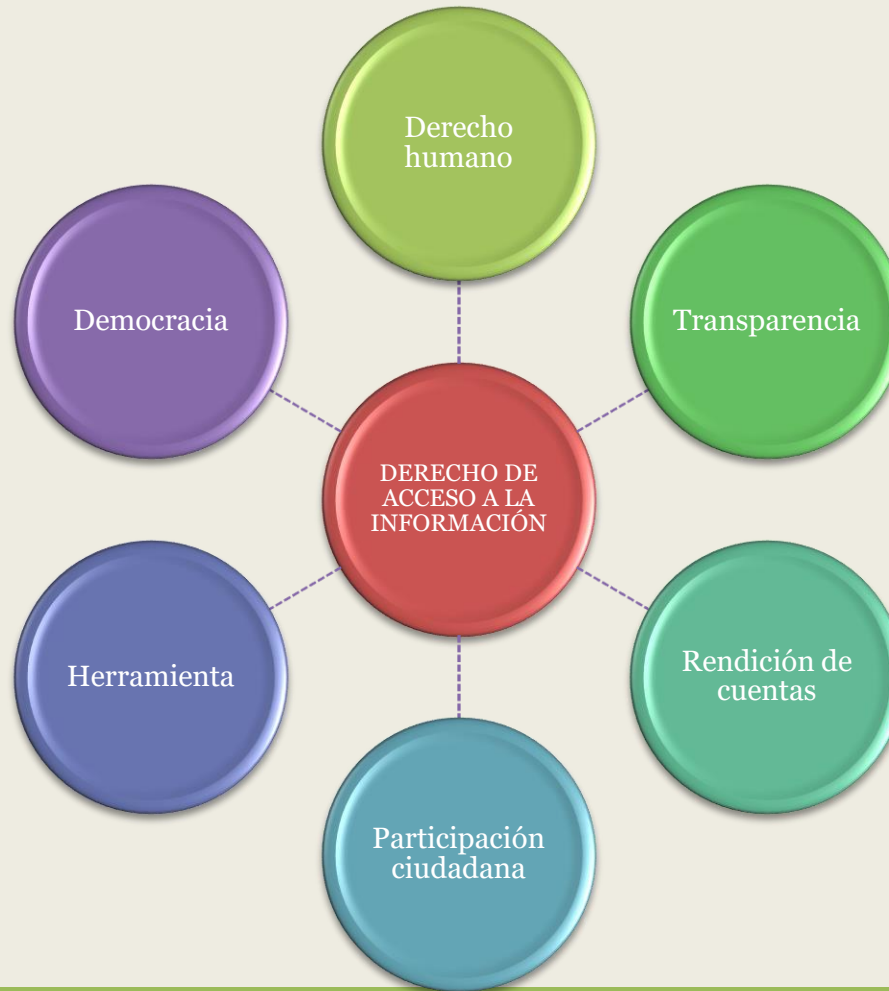 Derecho
humano
Democracia
Transparencia
DERECHO DE
ACCESO A LA
INFORMACIÓN
Herramienta
Rendición de
cuentas
Participación
ciudadana